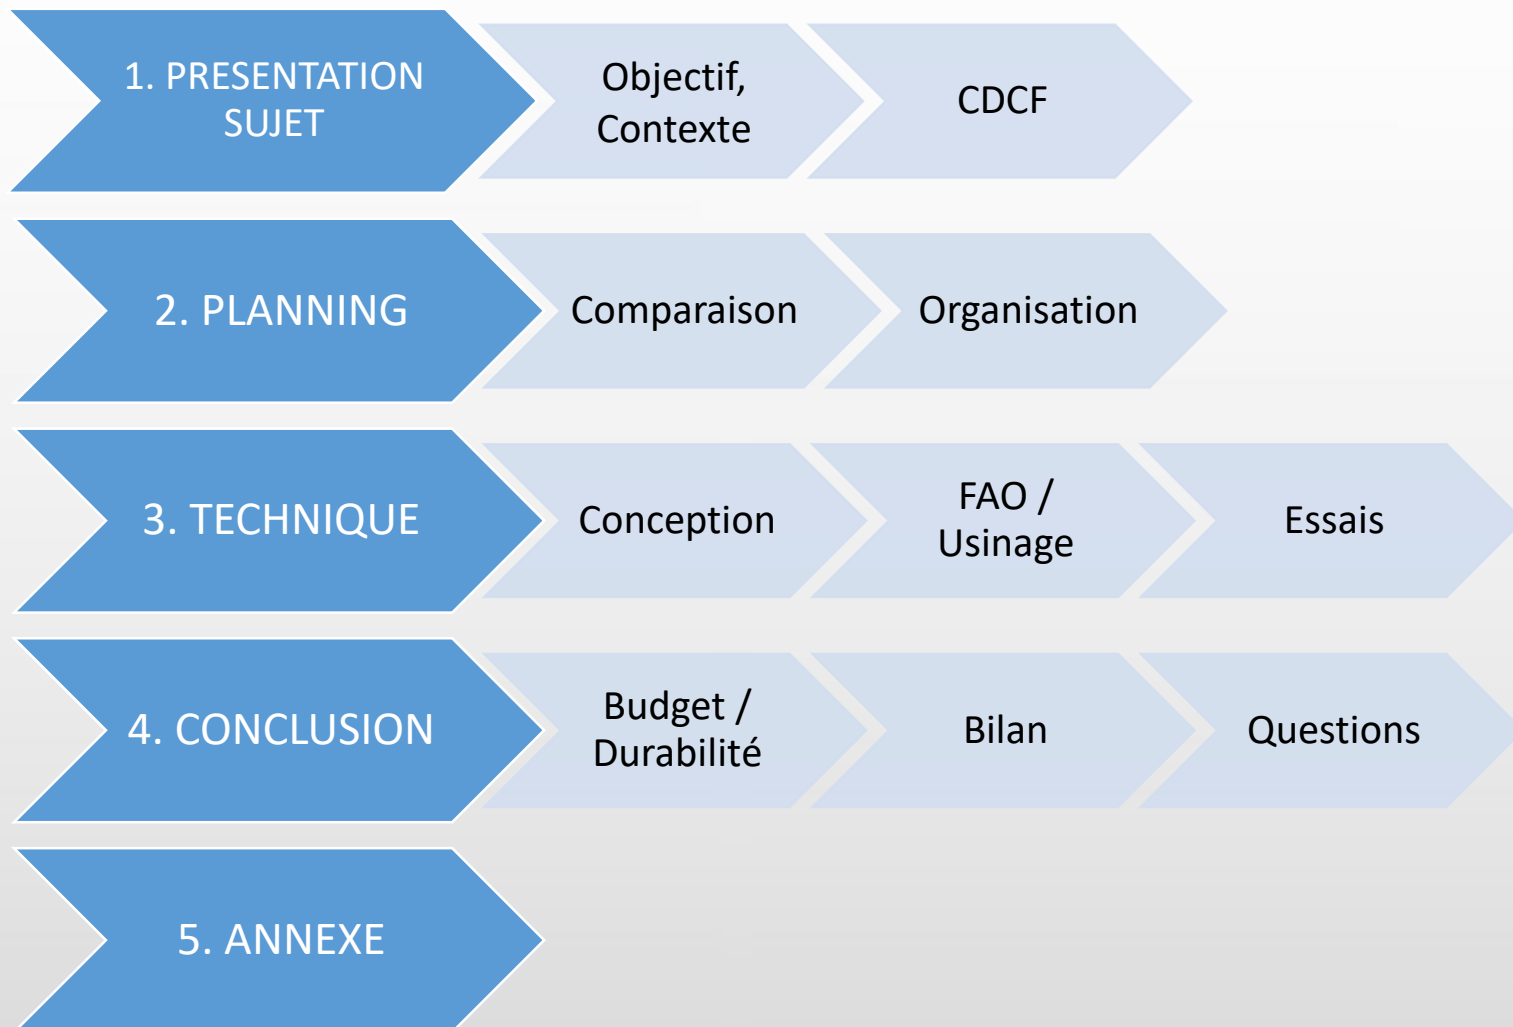 1. PRESENTATION
SUJET
Objectif,
Contexte
CDCF
2. PLANNING
Comparaison
Organisation
3. TECHNIQUE
Conception
FAO /
Usinage
Essais
4. CONCLUSION
Budget /
Durabilité
Bilan
Questions
5. ANNEXE